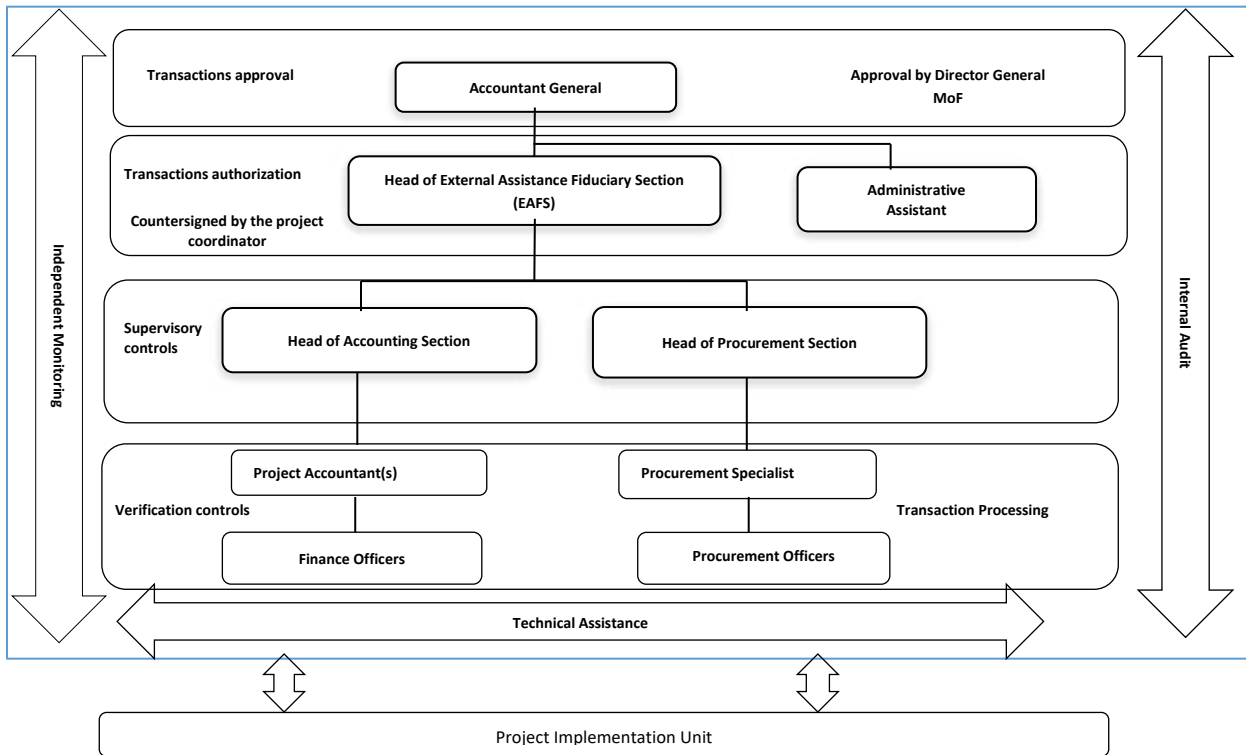 Transactions approval
Accountant General
Approval by Director General
MoF
Transactions authorization
Countersigned by the project
coordinator
Head of External Assistance Fiduciary Section
(EAFS)
Administrative
Assistant
Independent Monitoring
Internal Audit
Supervisory
controls
Head of Accounting Section
Head of Procurement Section
Project Accountant(s)
Procurement Specialist
Verification controls
Transaction Processing
Finance Officers
Procurement Officers
Technical Assistance
Project Implementation Unit